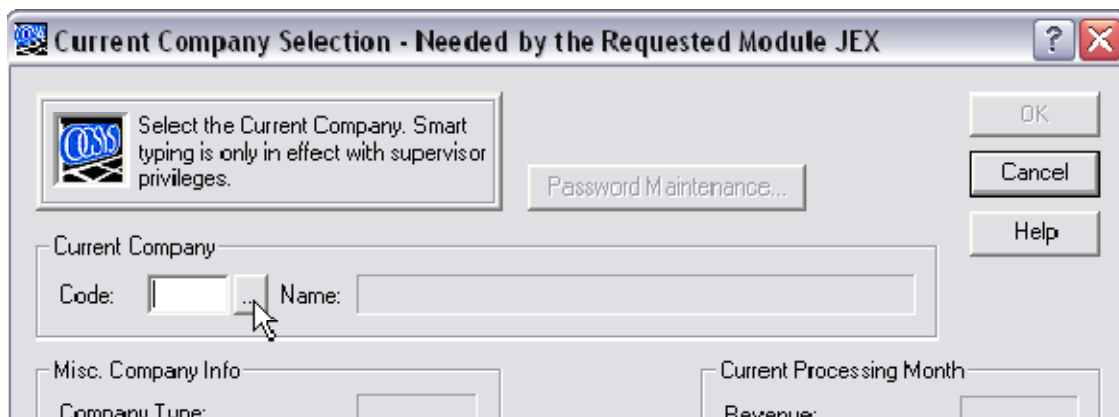 Current Company Selection - Needed by the Requested Module JEX
?
Select the Current Company. Smart
typing is only in effect with supervisor
privileges.
OGSYS
OK
Password Maintenance...
Cancel
Help
Current Company
Code:
...
Name:
Misc. Company Info
Current Processing Month
Company Type:
Revenue: